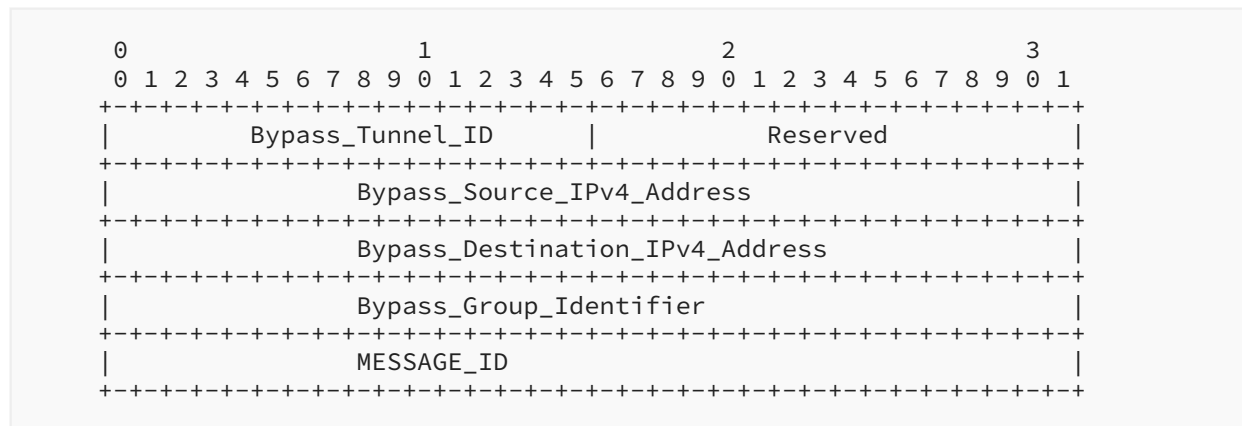 0                   1                   2                   3
 0 1 2 3 4 5 6 7 8 9 0 1 2 3 4 5 6 7 8 9 0 1 2 3 4 5 6 7 8 9 0 1
+-+-+-+-+-+-+-+-+-+-+-+-+-+-+-+-+-+-+-+-+-+-+-+-+-+-+-+-+-+-+-+-+
|         Bypass_Tunnel_ID      |           Reserved            |
+-+-+-+-+-+-+-+-+-+-+-+-+-+-+-+-+-+-+-+-+-+-+-+-+-+-+-+-+-+-+-+-+
|                Bypass_Source_IPv4_Address                     |
+-+-+-+-+-+-+-+-+-+-+-+-+-+-+-+-+-+-+-+-+-+-+-+-+-+-+-+-+-+-+-+-+
|                Bypass_Destination_IPv4_Address                |
+-+-+-+-+-+-+-+-+-+-+-+-+-+-+-+-+-+-+-+-+-+-+-+-+-+-+-+-+-+-+-+-+
|                Bypass_Group_Identifier                        |
+-+-+-+-+-+-+-+-+-+-+-+-+-+-+-+-+-+-+-+-+-+-+-+-+-+-+-+-+-+-+-+-+
|                MESSAGE_ID                                     |
+-+-+-+-+-+-+-+-+-+-+-+-+-+-+-+-+-+-+-+-+-+-+-+-+-+-+-+-+-+-+-+-+